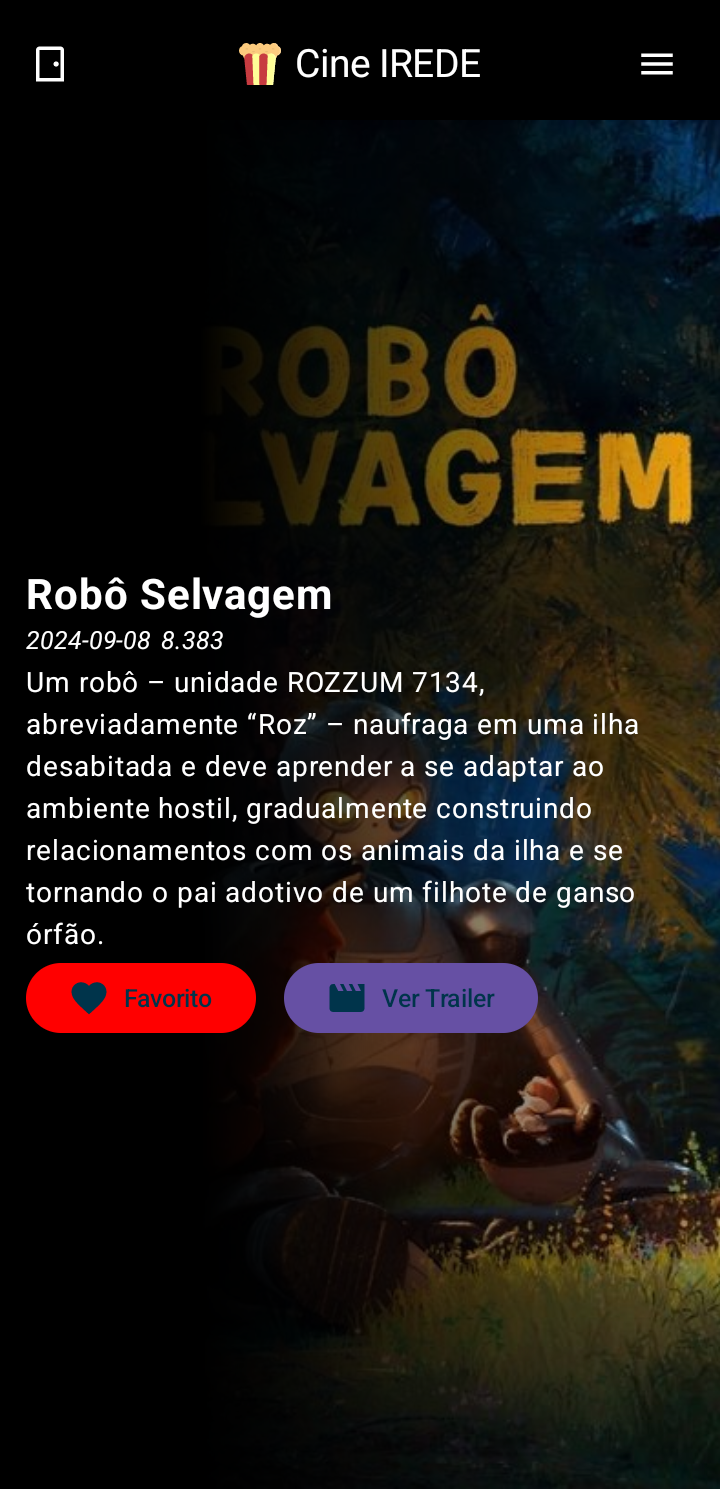 Cine IREDE
ROBÔ
LVAGEM
Robô Selvagem
2024-09-08 8.383
Um robô – unidade ROZZUM 7134,
abreviadamente “Roz” – naufraga em uma ilha
desabitada e deve aprender a se adaptar ao
ambiente hostil, gradualmente construindo
relacionamentos com os animais da ilha e se
tornando o pai adotivo de um filhote de ganso
órfão.
Favorito
Ver Trailer